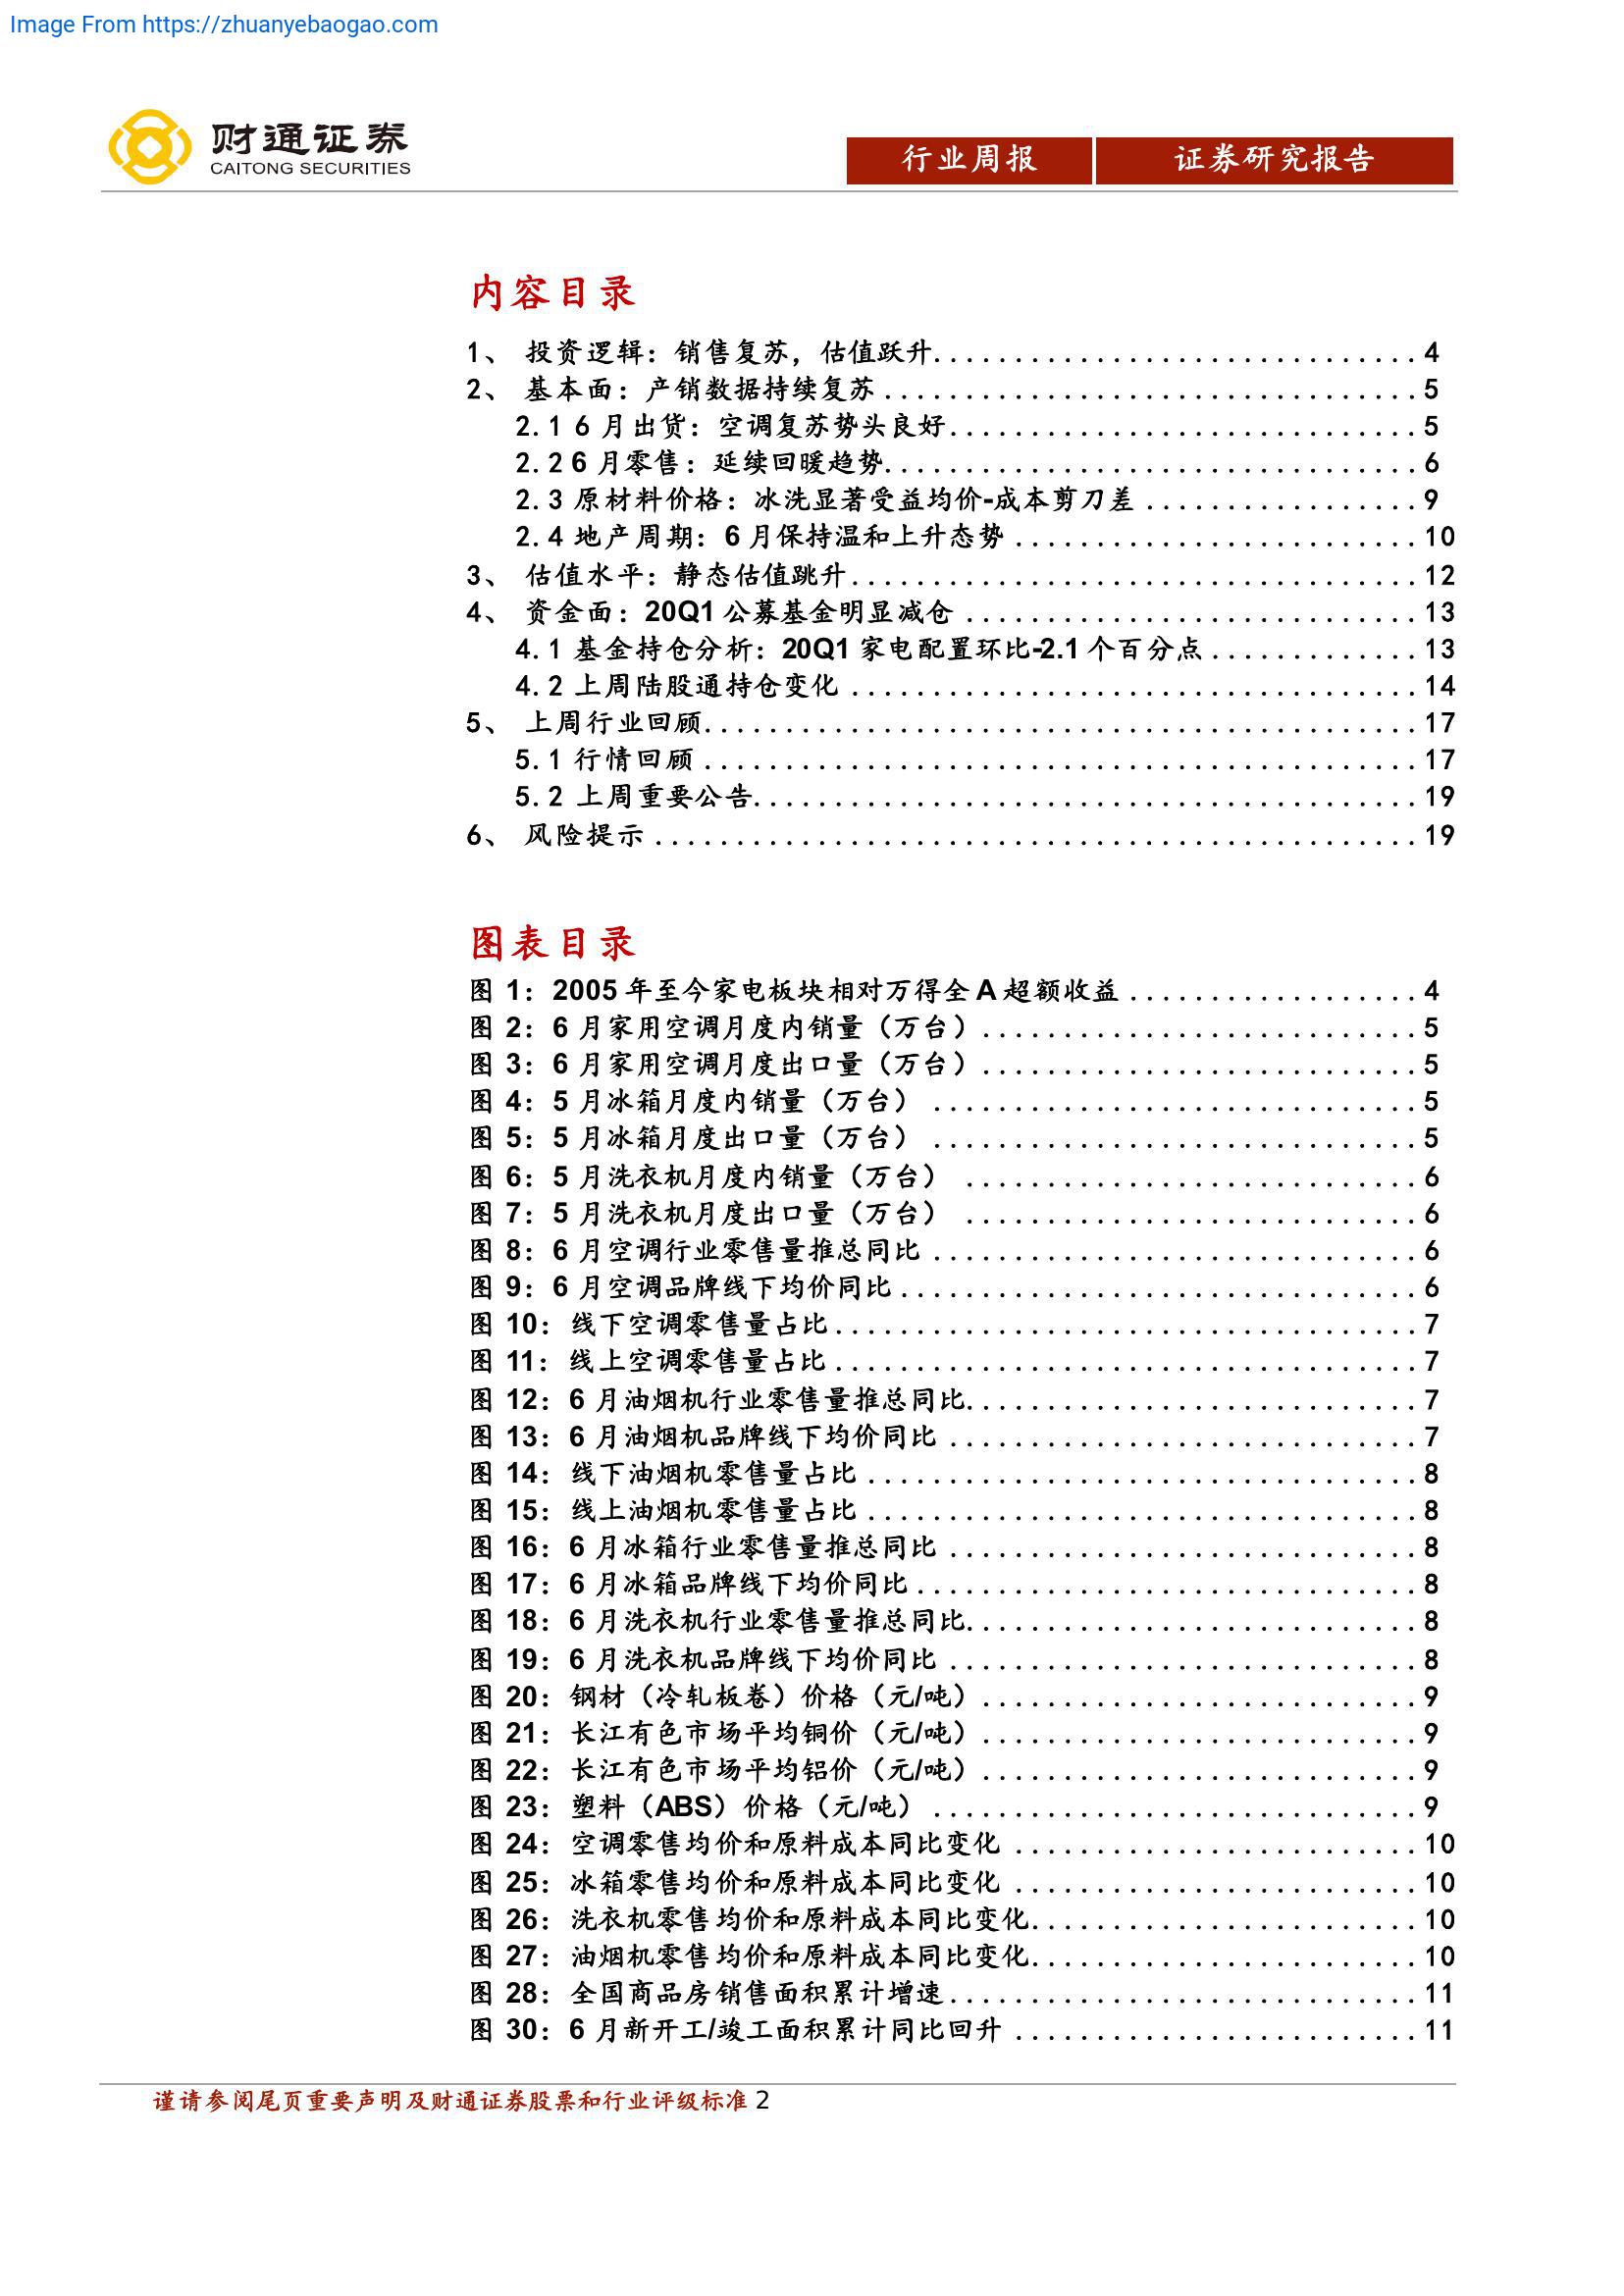 Image From https://zhuanyebaogao.com
财通证券
CAITONG SECURITIES
行业周报
证券研究报告
内容目录
1、 投资逻辑：销售复苏，估值跃升..............................4
2、 基本面：产销数据持续复苏.................................5
2.1 6 月出货：空调复苏势头良好.............................5
2.2 6 月零售：延续回暖趋势.................................6
2.3 原材料价格：冰洗显著受益均价-成本剪刀差.................9
2.4 地产周期：6 月保持温和上升态势.........................10
3、 估值水平：静态估值跳升...................................12
4、 资金面：20Q1 公募基金明显减仓............................13
4.1 基金持仓分析：20Q1 家电配置环比-2.1 个百分点.............13
4.2 上周陆股通持仓变化...................................14
5、 上周行业回顾............................................17
5.1 行情回顾............................................17
5.2 上周重要公告.........................................19
6、 风险提示...............................................19
图表目录
图 1：2005 年至今家电板块相对万得全 A 超额收益..................4
图 2：6 月家用空调月度内销量（万台）...........................5
图 3：6 月家用空调月度出口量（万台）...........................5
图 4：5 月冰箱月度内销量（万台）..............................5
图 5：5 月冰箱月度出口量（万台）..............................5
图 6：5 月洗衣机月度内销量（万台）............................6
图 7：5 月洗衣机月度出口量（万台）............................6
图 8：6 月空调行业零售量推总同比..............................6
图 9：6 月空调品牌线下均价同比................................6
图 10：线下空调零售量占比....................................7
图 11：线上空调零售量占比....................................7
图 12：6 月油烟机行业零售量推总同比............................7
图 13：6 月油烟机品牌线下均价同比.............................7
图 14：线下油烟机零售量占比..................................8
图 15：线上油烟机零售量占比..................................8
图 16：6 月冰箱行业零售量推总同比.............................8
图 17：6 月冰箱品牌线下均价同比...............................8
图 18：6 月洗衣机行业零售量推总同比............................8
图 19：6 月洗衣机品牌线下均价同比.............................8
图 20：钢材（冷轧板卷）价格（元/吨）...........................9
图 21：长江有色市场平均铜价（元/吨）...........................9
图 22：长江有色市场平均铝价（元/吨）...........................9
图 23：塑料（ABS）价格（元/吨）..............................9
图 24：空调零售均价和原料成本同比变化.........................10
图 25：冰箱零售均价和原料成本同比变化.........................10
图 26：洗衣机零售均价和原料成本同比变化........................10
图 27：油烟机零售均价和原料成本同比变化........................10
图 28：全国商品房销售面积累计增速.............................11
图 30：6 月新开工/竣工面积累计同比回升.........................11
谨请参阅尾页重要声明及财通证券股票和行业评级标准 2